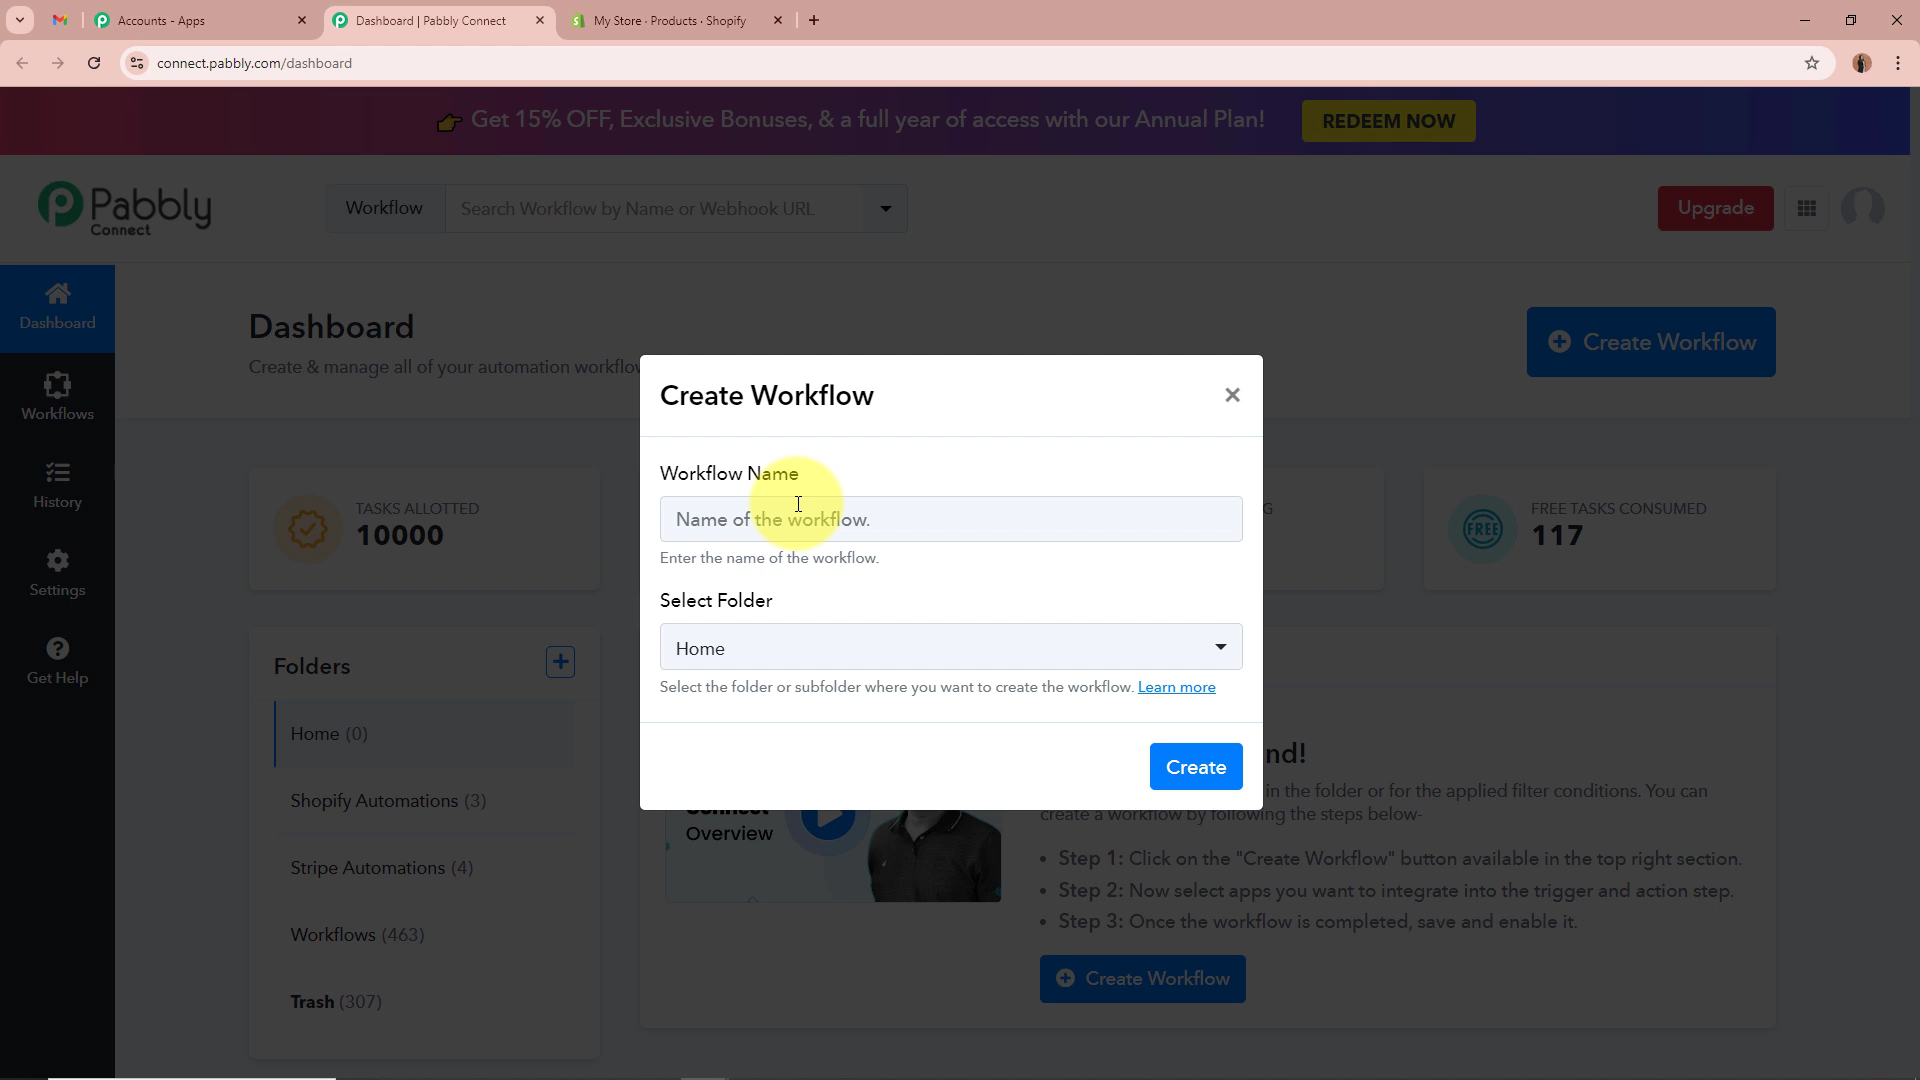 Accounts - Apps
Dashboard | Pabbly Connect
My Store · Products · Shopify
connect.pabbly.com/dashboard
Get 15% OFF, Exclusive Bonuses, & a full year of access with our Annual Plan!
REDEEM NOW
Pabbly
Connect
Workflow
Search Workflow by Name or Webhook URL
Upgrade
Dashboard
Workflows
History
Settings
Get Help
Dashboard
Create & manage all of your automation workflow
Create Workflow
TASKS ALLOTTED
10000
G
FREE TASKS CONSUMED
FREE
117
Folders
Home (0)
Shopify Automations (3)
Stripe Automations (4)
Workflows (463)
Trash (307)
Create Workflow
Workflow Name
Name of the workflow.
Enter the name of the workflow.
Select Folder
Home
Select the folder or subfolder where you want to create the workflow. Learn more
Create
Connect
Overview
nd!
in the folder or for the applied filter conditions. You can
create a workflow by following the steps below-
• Step 1: Click on the "Create Workflow" button available in the top right section.
• Step 2: Now select apps you want to integrate into the trigger and action step.
• Step 3: Once the workflow is completed, save and enable it.
Create Workflow